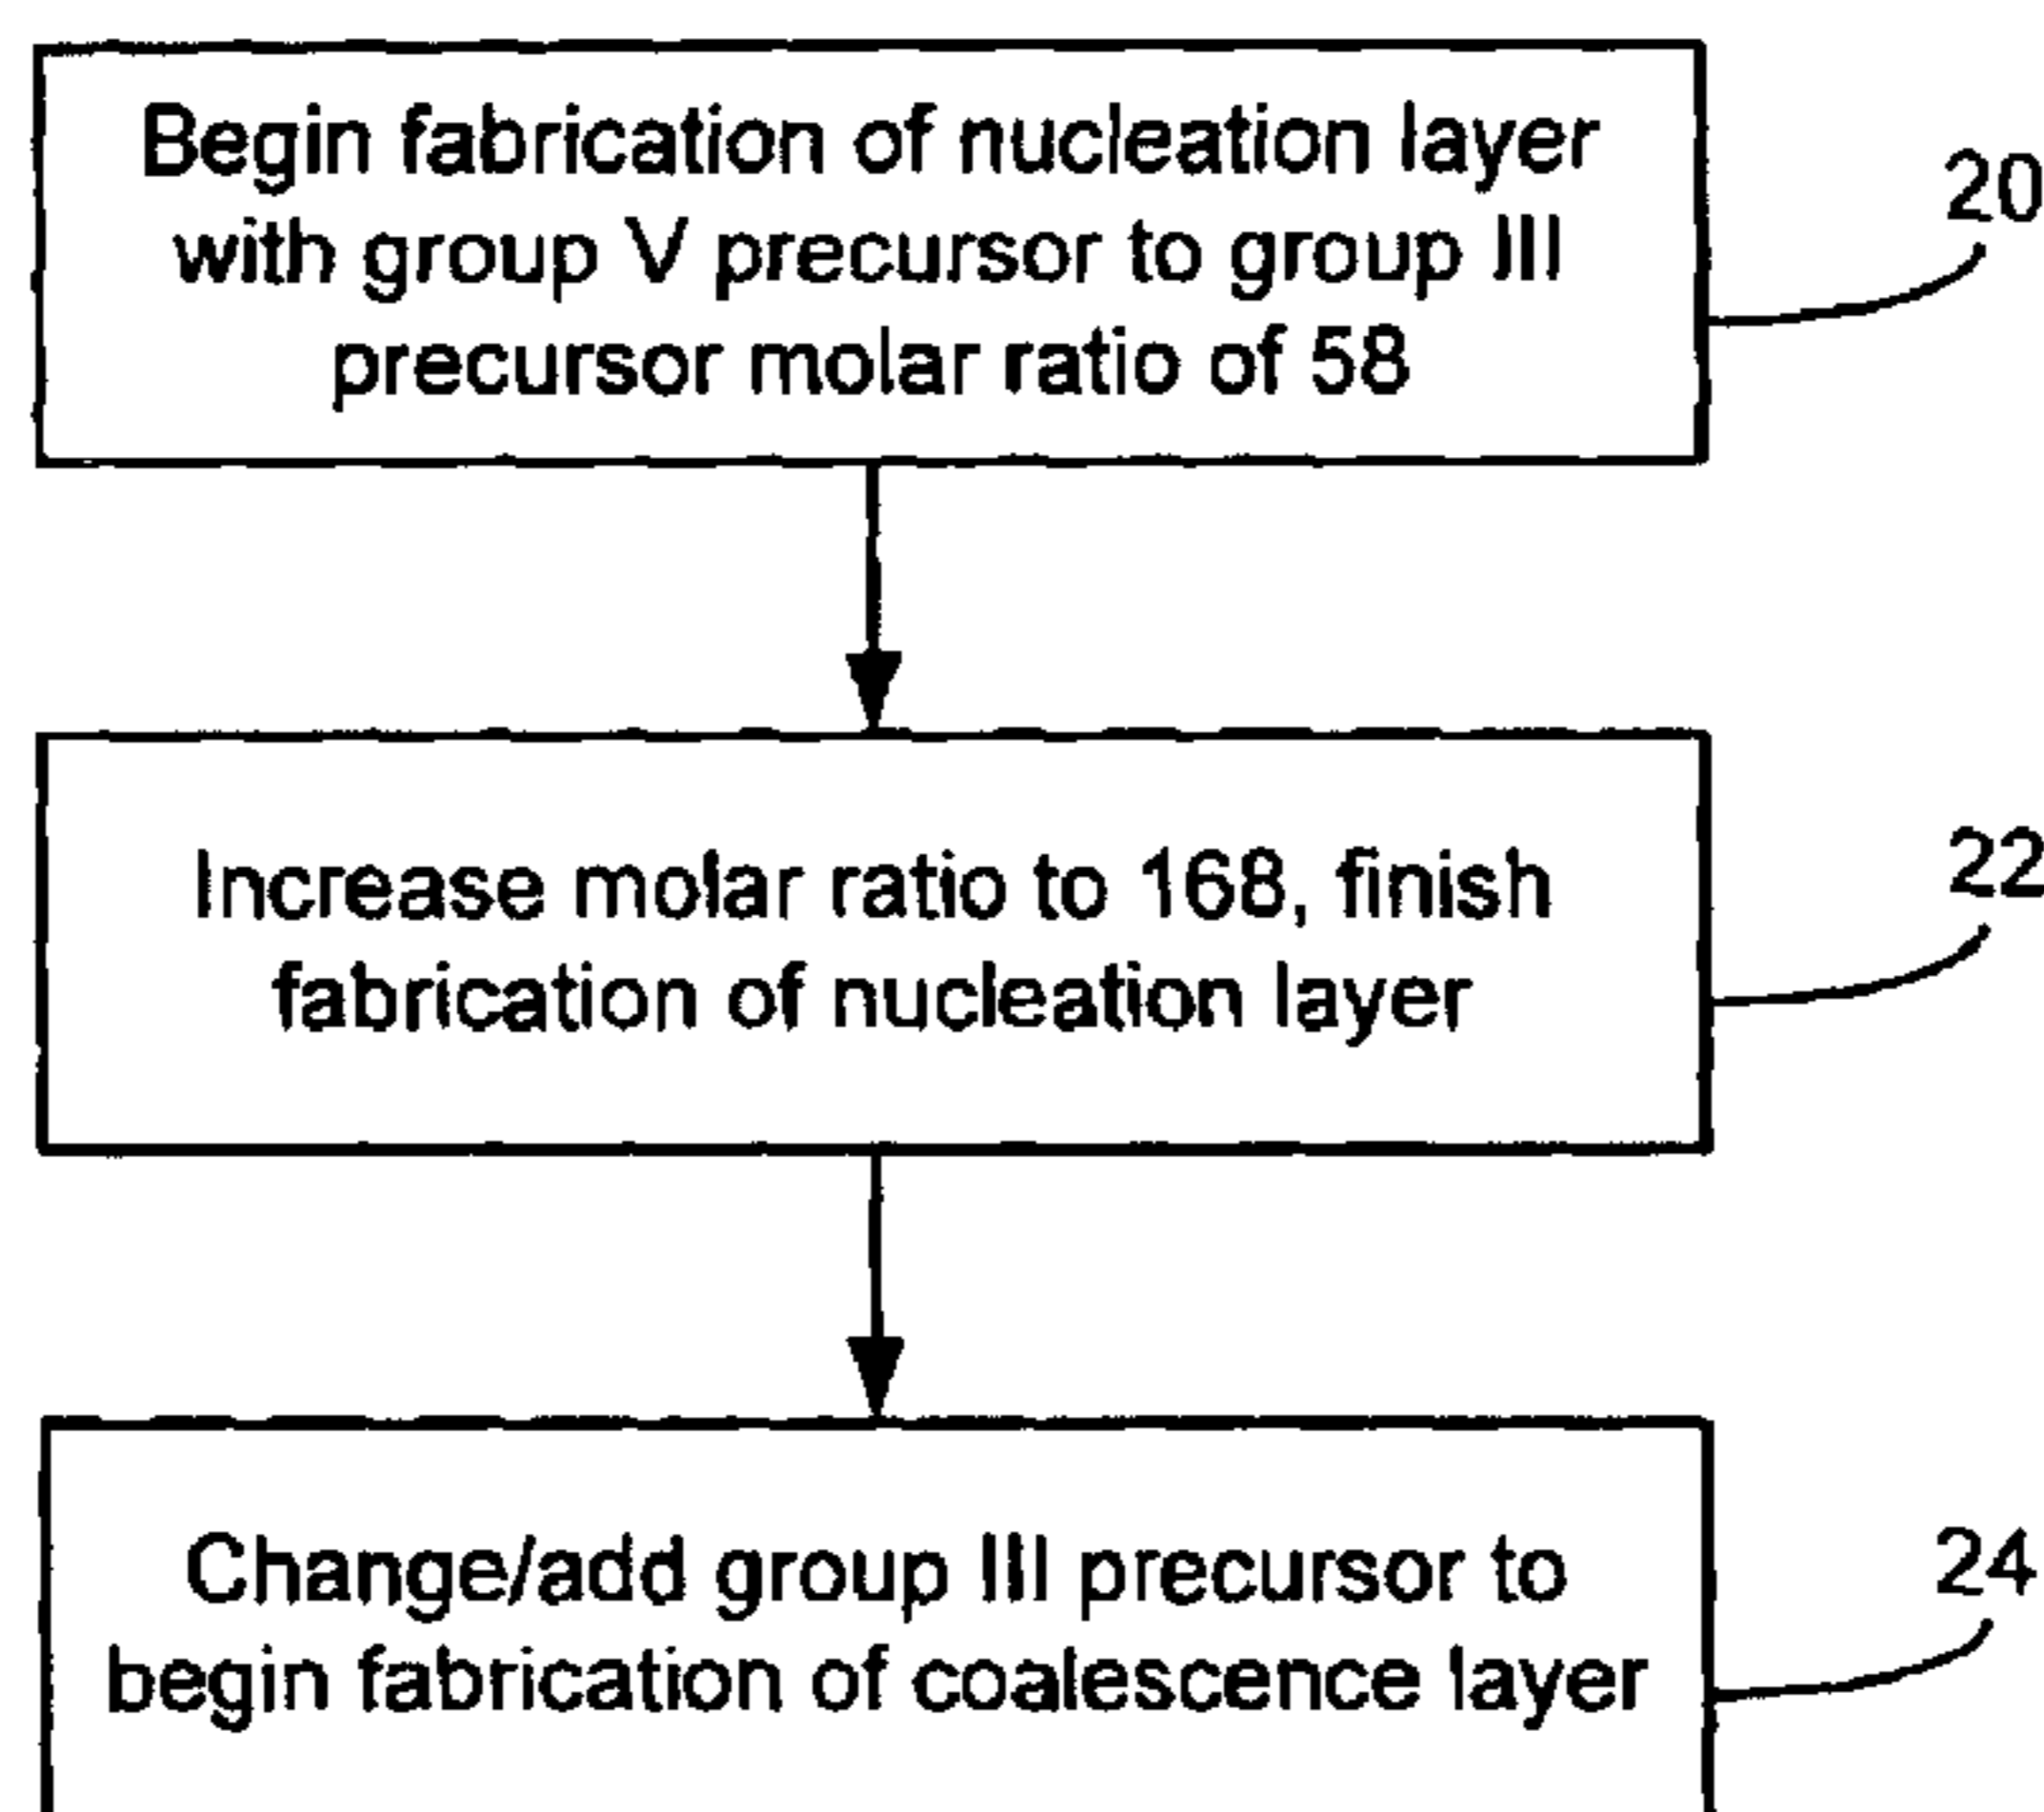 Begin fabrication of nucleation layer
with group V precursor to group III
precursor molar ratio of 58
20
Increase molar ratio to 168, finish
fabrication of nucleation layer
22
Change/add group III precursor to
begin fabrication of coalescence layer
24